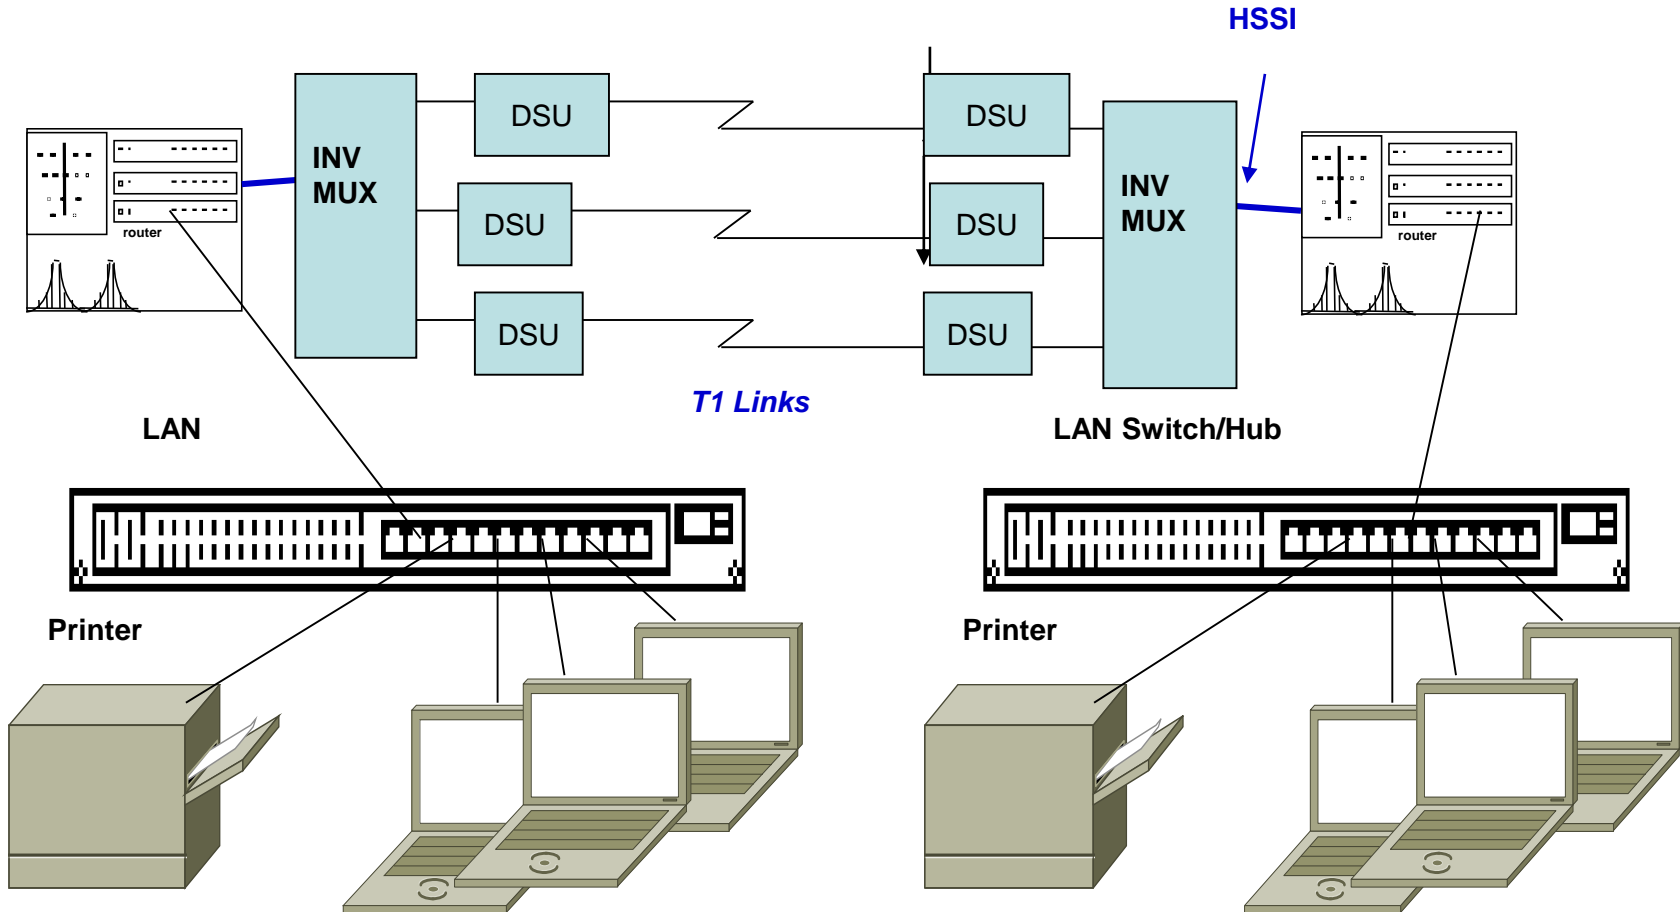 HSSI
DSU
DSU
INV
MUX
INV
MUX
router
DSU
DSU
router
DSU
DSU
T1 Links
LAN
LAN Switch/Hub
Printer
Printer